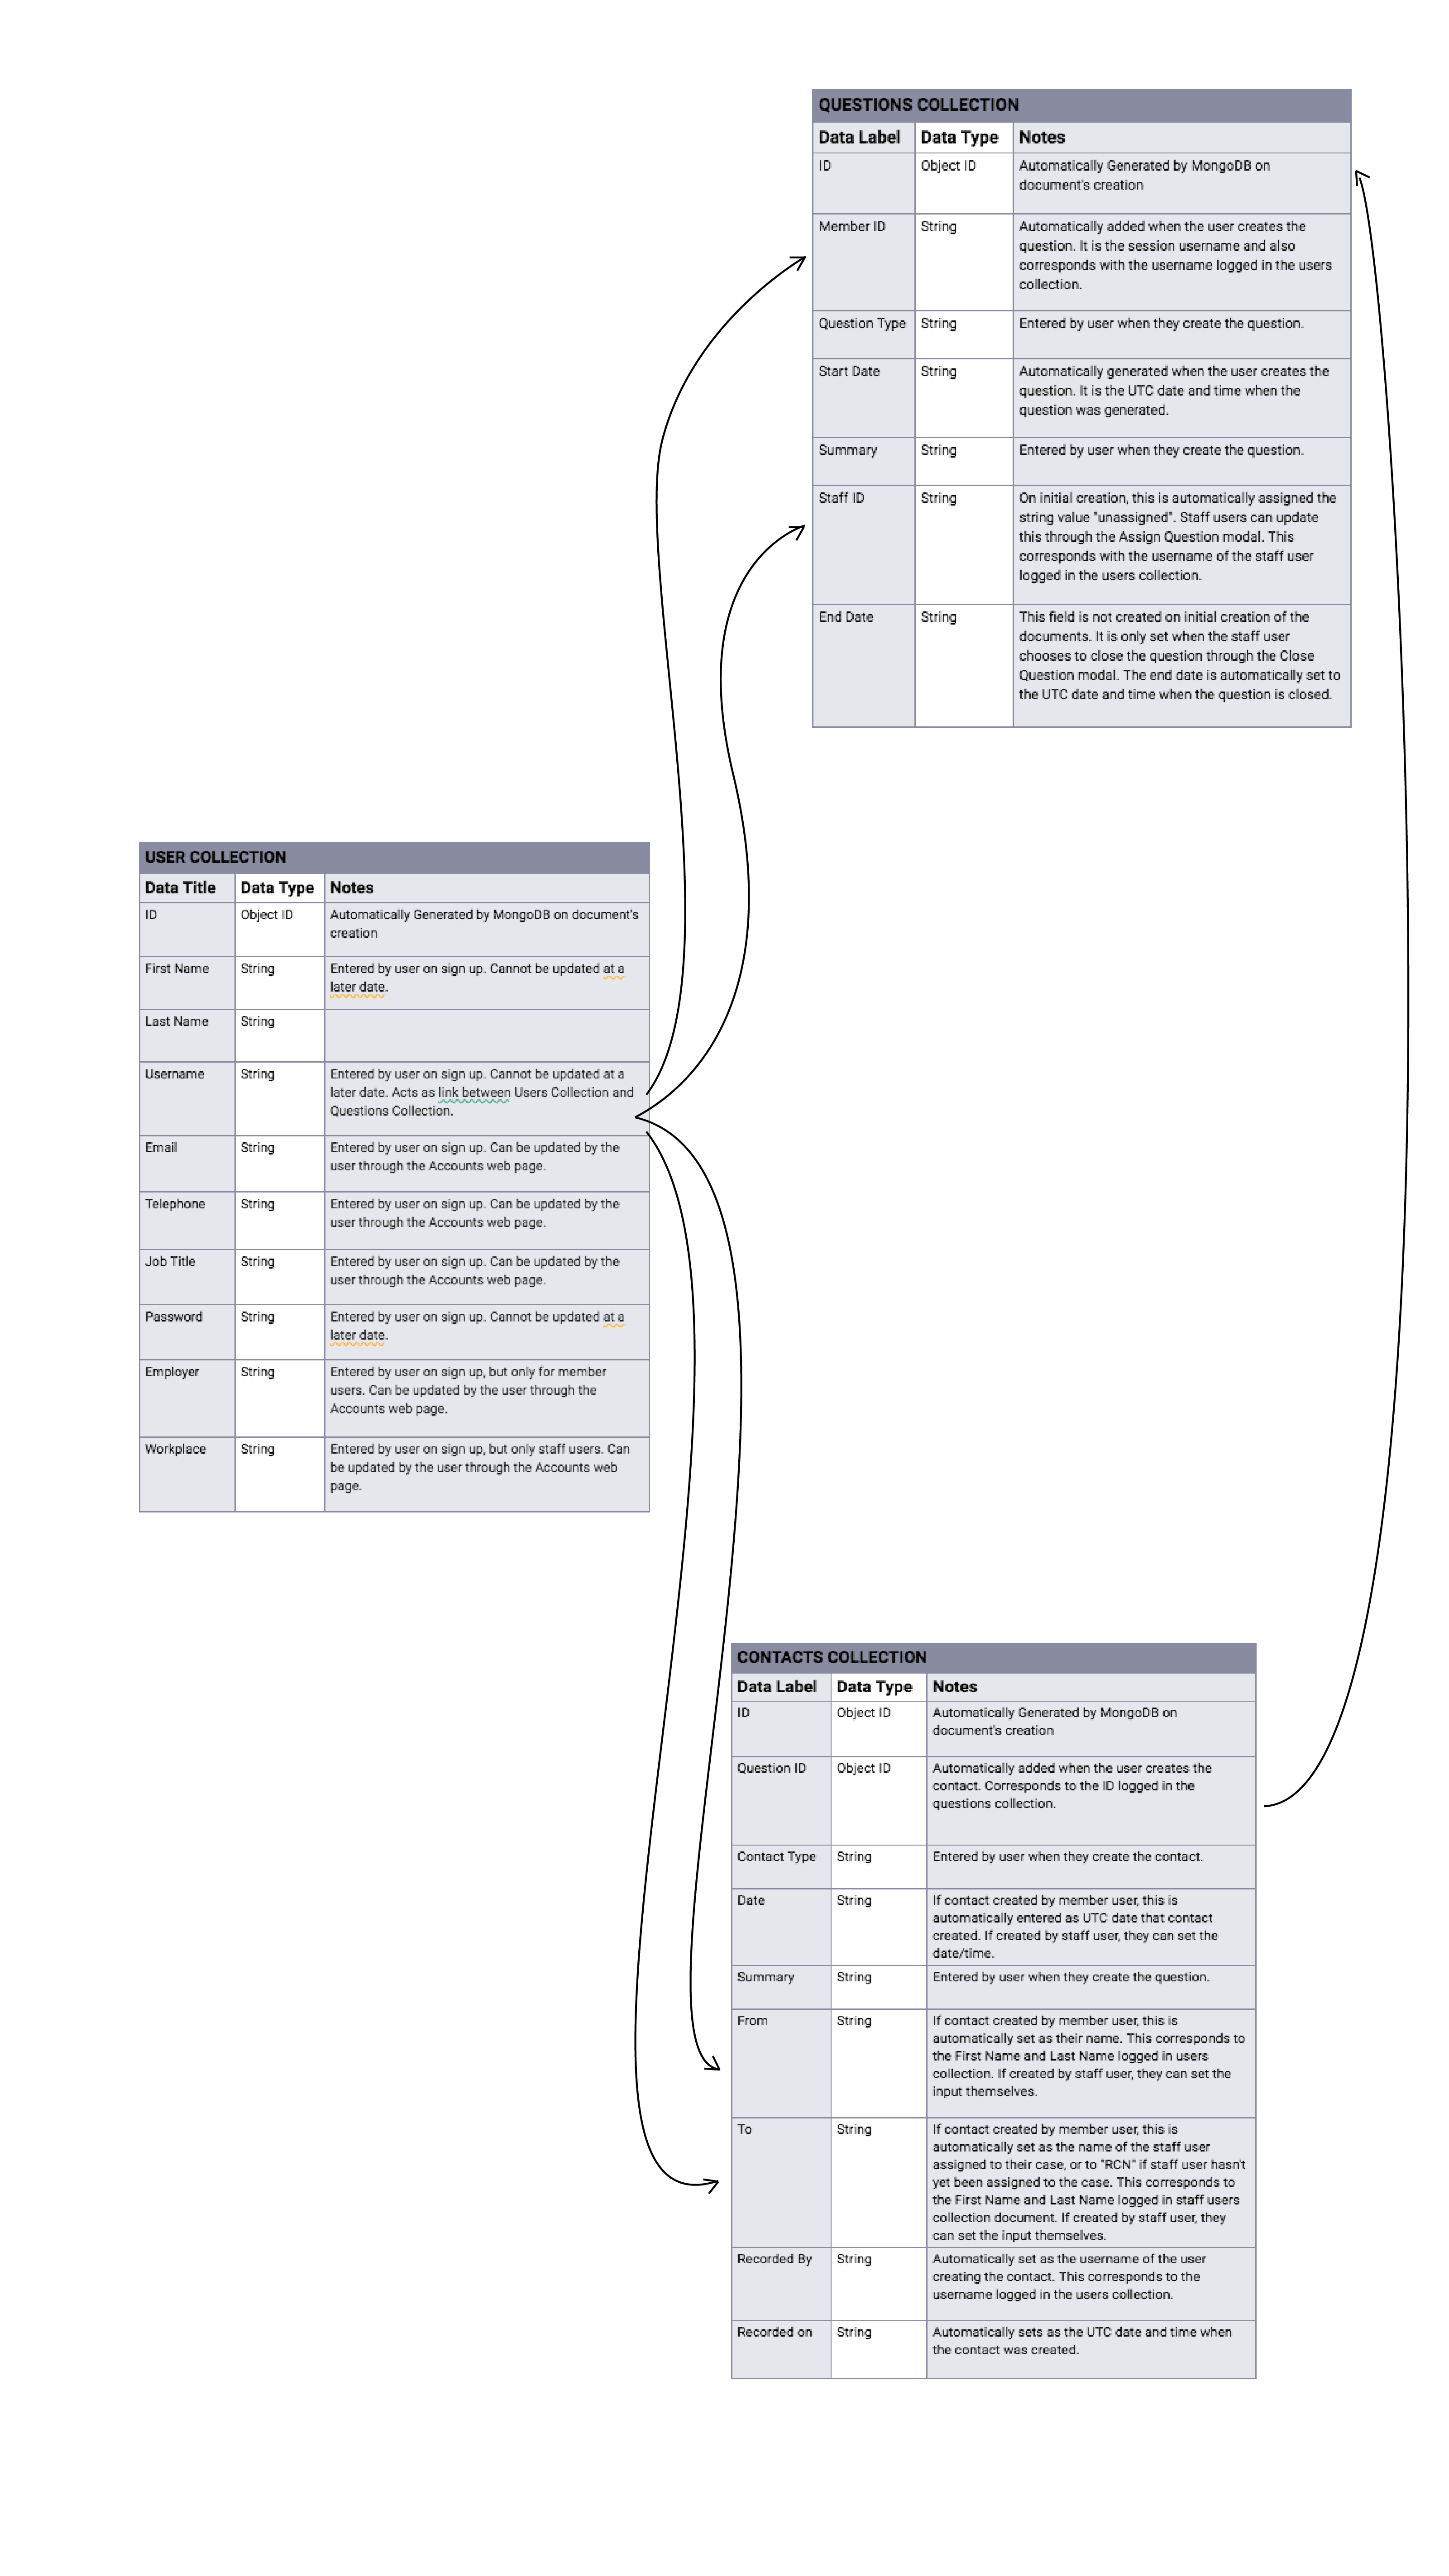 QUESTIONS COLLECTION
Data Label Data Type Notes
ID Object ID Automatically Generated by MongoDB on
document's creation
Member ID String Automatically added when the user creates the
question. It is the session username and also
corresponds with the username logged in the users
collection.
Question Type String Entered by user when they create the question.
Start Date String Automatically generated when the user creates the
question. It is the UTC date and time when the
question was generated.
Summary String Entered by user when they create the question.
Staff ID String On initial creation, this is automatically assigned the
string value "unassigned". Staff users can update
this through the Assign Question modal. This
corresponds with the username of the staff user
logged in the users collection.
End Date String This field is not created on initial creation of the
documents. It is only set when the staff user
chooses to close the question through the Close
Question modal. The end date is automatically set to
the UTC date and time when the question is closed.
USER COLLECTION
Data Title Data Type Notes
ID Object ID Automatically Generated by MongoDB on document's
creation
First Name String Entered by user on sign up. Cannot be updated at a
later date.
Last Name String
Username String Entered by user on sign up. Cannot be updated at a
later date. Acts as link between Users Collection and
Questions Collection.
Email String Entered by user on sign up. Can be updated by the
user through the Accounts web page.
Telephone String Entered by user on sign up. Can be updated by the
user through the Accounts web page.
Job Title String Entered by user on sign up. Can be updated by the
user through the Accounts web page.
Password String Entered by user on sign up. Cannot be updated at a
later date.
Employer String Entered by user on sign up, but only for member
users. Can be updated by the user through the
Accounts web page.
Workplace String Entered by user on sign up, but only staff users. Can
be updated by the user through the Accounts web
page.
CONTACTS COLLECTION
Data Label Data Type Notes
ID Object ID Automatically Generated by MongoDB on
document's creation
Question ID Object ID Automatically added when the user creates the
contact. Corresponds to the ID logged in the
questions collection.
Contact Type String Entered by user when they create the contact.
Date String If contact created by member user, this is
automatically entered as UTC date that contact
created. If created by staff user, they can set the
date/time.
Summary String Entered by user when they create the question.
From String If contact created by member user, this is
automatically set as their name. This corresponds to
the First Name and Last Name logged in users
collection. If created by staff user, they can set the
input themselves.
To String If contact created by member user, this is
automatically set as the name of the staff user
assigned to their case, or to "RCN" if staff user hasn't
yet been assigned to the case. This corresponds to
the First Name and Last Name logged in staff users
collection document. If created by staff user, they
can set the input themselves.
Recorded By String Automatically set as the username of the user
creating the contact. This corresponds to the
username logged in the users collection.
Recorded on String Automatically sets as the UTC date and time when
the contact was created.